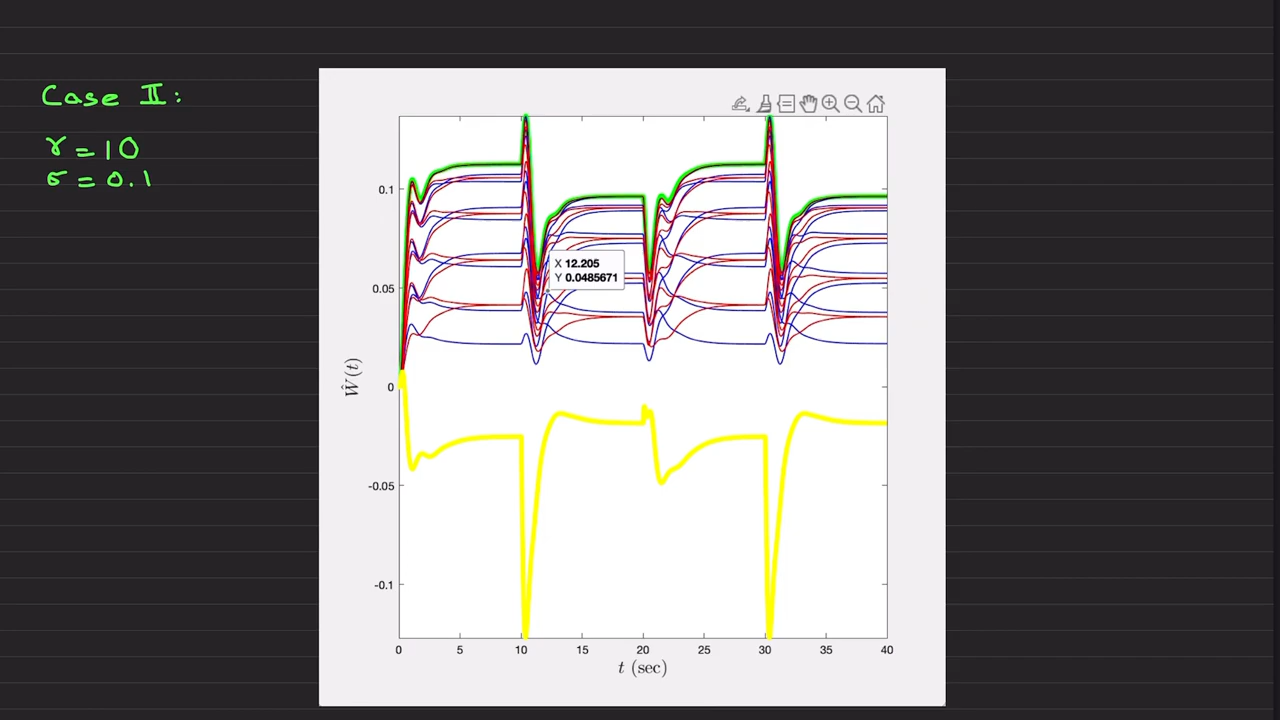 Case II:
γ = 10
σ = 0.1
0.1
X 12.205
Y 0.0485671
0.05
0
-0.05
-0.1
Ŵ(t)
0 5 10 15 20 25 30 35 40
t (sec)